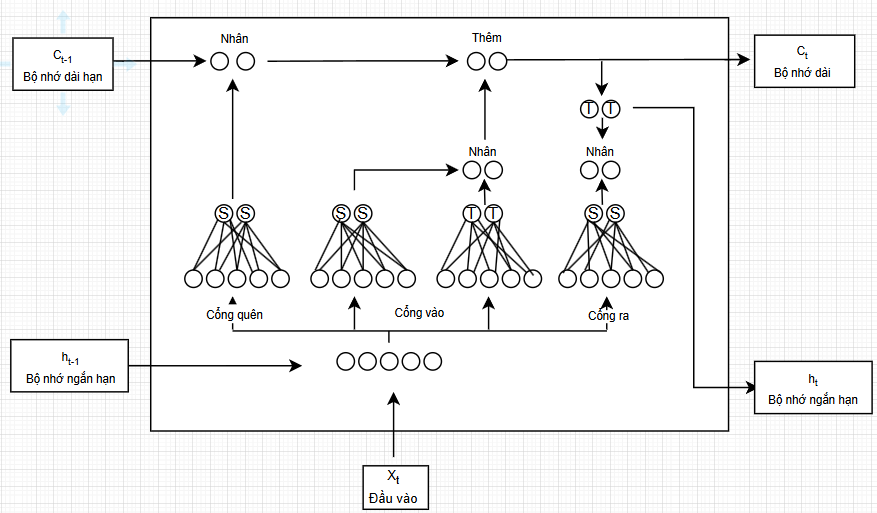 Nhân
Thêm
C_{t-1}
Bộ nhớ dài hạn
C_t
Bộ nhớ dài
T T
Nhân
Nhân
S S
S S
T T
S S
Cổng quên
Cổng vào
Cổng ra
h_{t-1}
Bộ nhớ ngắn hạn
h_t
Bộ nhớ ngắn hạn
X_t
Đầu vào